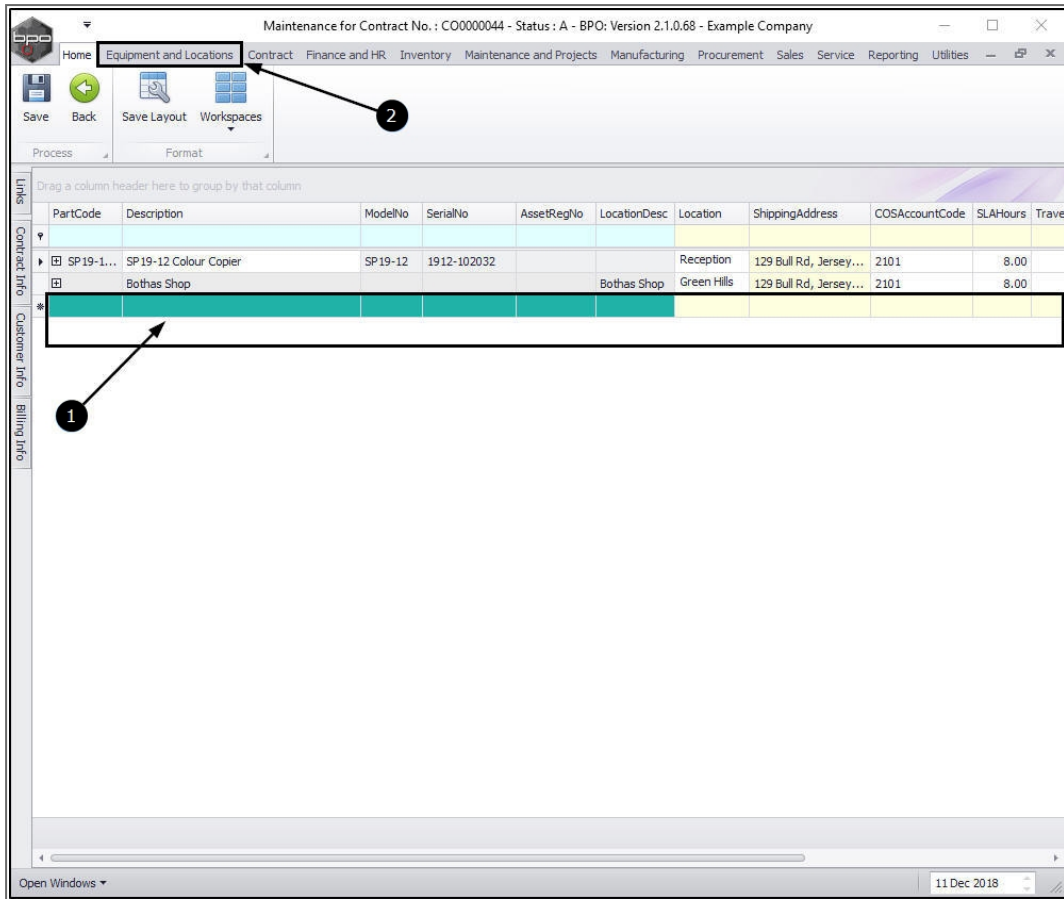 bpo
Maintenance for Contract No. : CO0000044 - Status : A - BPO: Version 2.1.0.68 - Example Company
Home Equipment and Locations Contract Finance and HR Inventory Maintenance and Projects Manufacturing Procurement Sales Service Reporting Utilities
Save Back Save Layout Workspaces
2
Process Format
Links
Contract Info
Customer Info
Billing Info
Drag a column header here to group by that column
PartCode Description ModelNo SerialNo AssetRegNo LocationDesc Location ShippingAddress COSAccountCode SLAHours Trave
SP19-1... SP19-12 Colour Copier SP19-12 1912-102032 Reception 129 Bull Rd, Jersey... 2101 8.00
Bothas Shop Bothas Shop Green Hills 129 Bull Rd, Jersey... 2101 8.00
1
Open Windows 11 Dec 2018